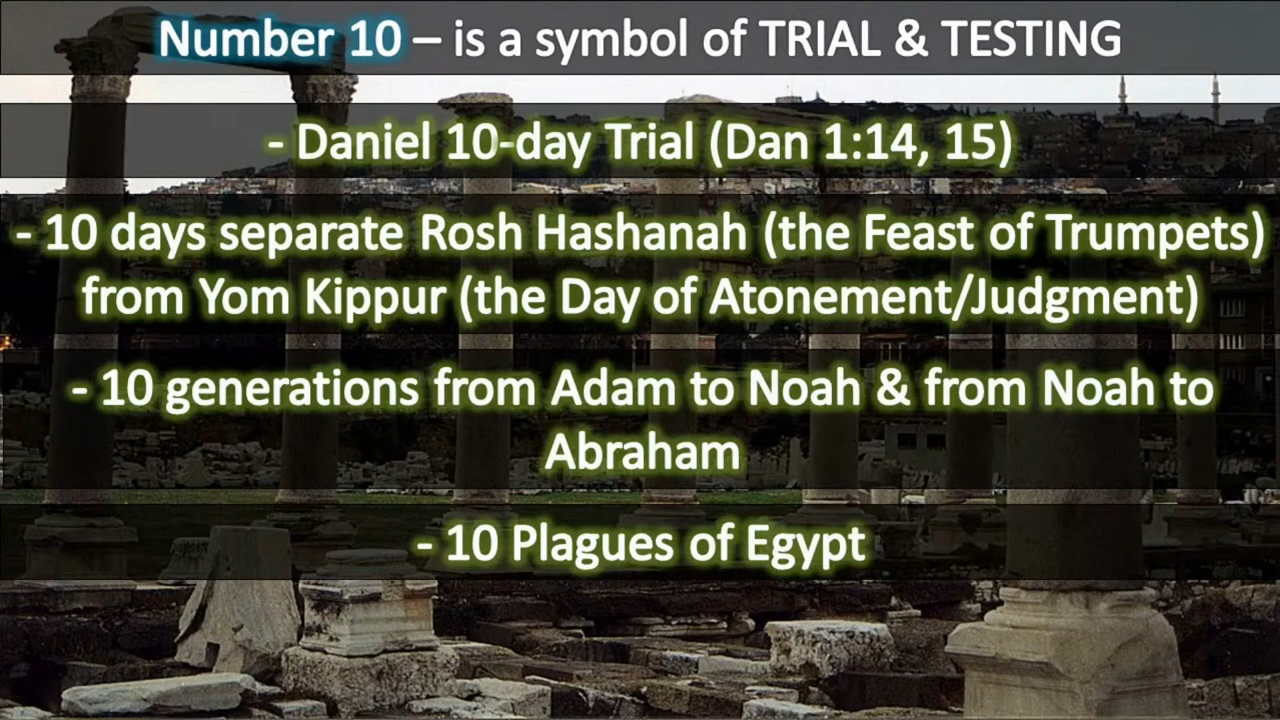 Number 10 – is a symbol of TRIAL & TESTING
- Daniel 10-day Trial (Dan 1:14, 15)
- 10 days separate Rosh Hashanah (the Feast of Trumpets)
from Yom Kippur (the Day of Atonement/Judgment)
- 10 generations from Adam to Noah & from Noah to
Abraham
- 10 Plagues of Egypt